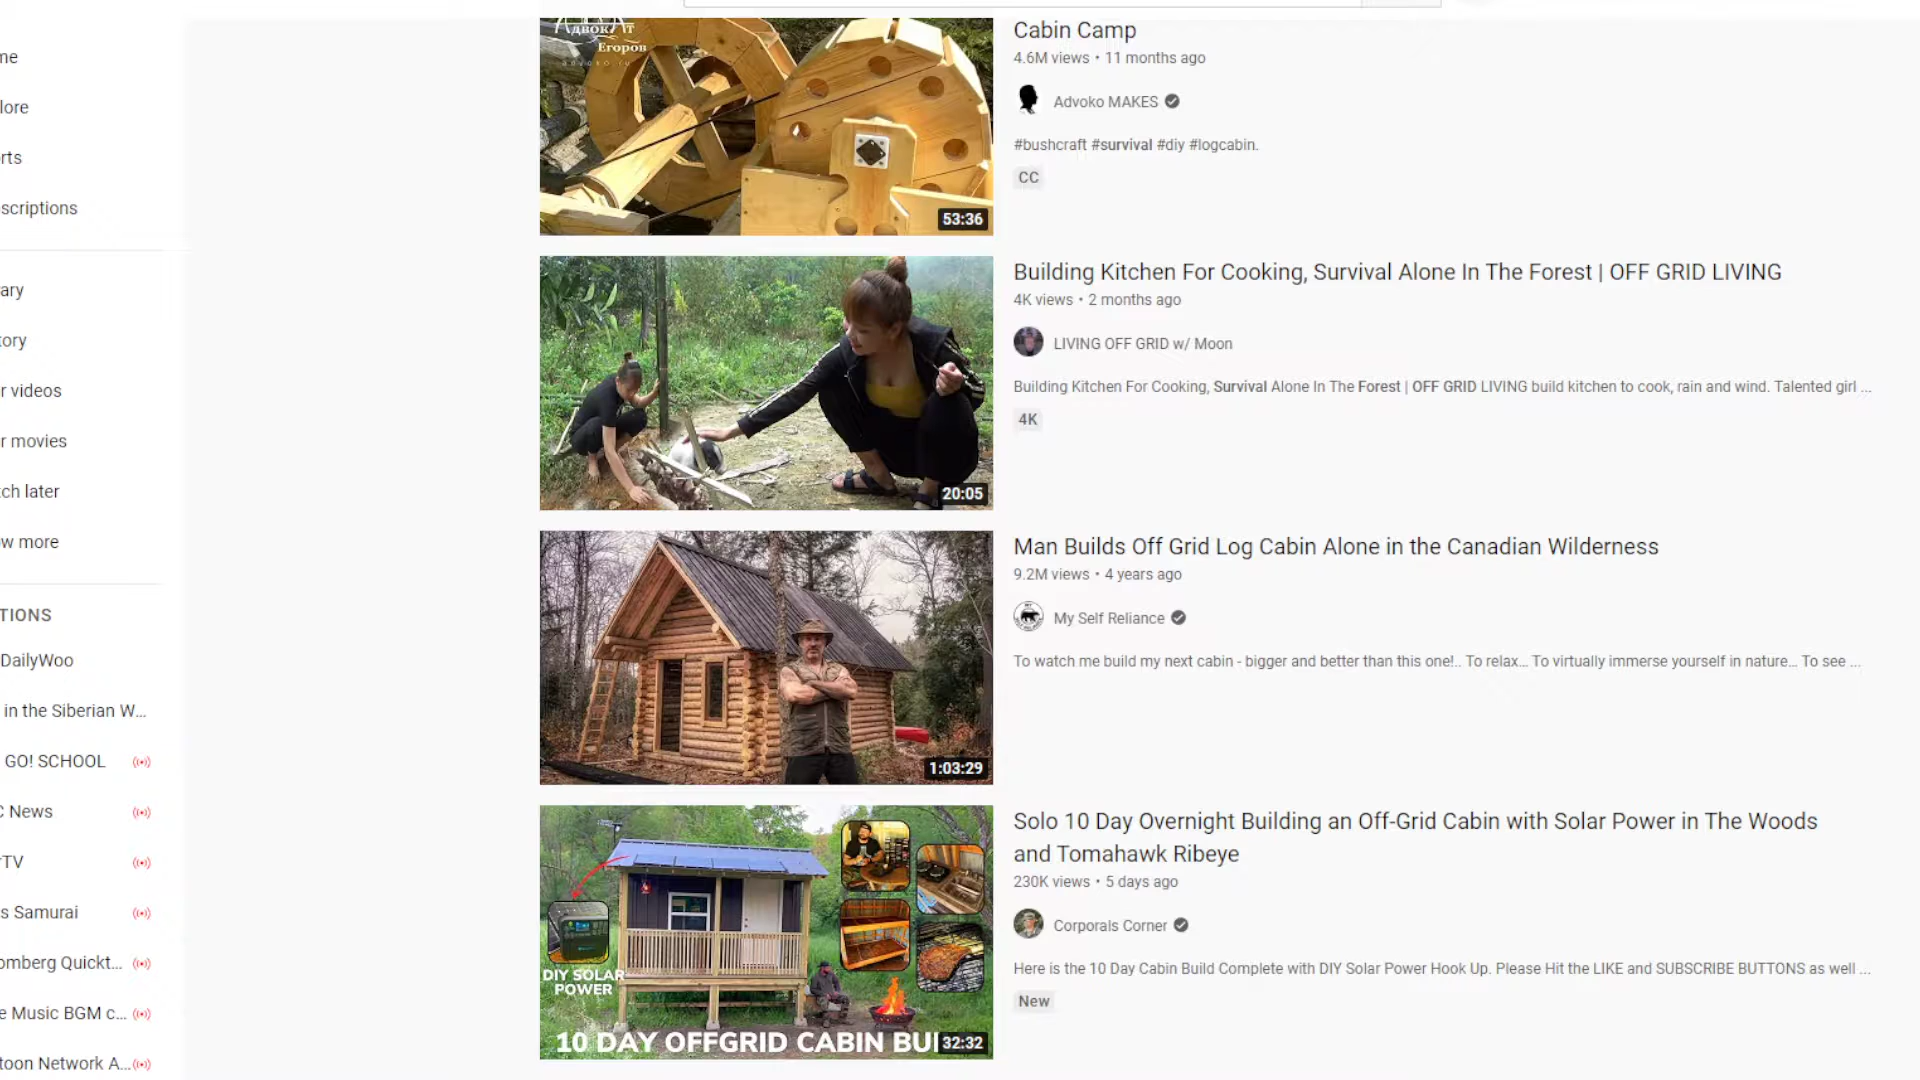 me
lore
rts
scriptions
ary
tory
r videos
r movies
tch later
ow more
TIONS
DailyWoo
in the Siberian W...
GO! SCHOOL
C News
TV
s Samurai
omberg Quickt...
e Music BGM c...
toon Network A...
АдвокАт
Егоров
advoko.ru
53:36
Cabin Camp
4.6M views • 11 months ago
Advoko MAKES
#bushcraft #survival #diy #logcabin.
CC
20:05
Building Kitchen For Cooking, Survival Alone In The Forest | OFF GRID LIVING
4K views • 2 months ago
LIVING OFF GRID w/ Moon
Building Kitchen For Cooking, Survival Alone In The Forest | OFF GRID LIVING build kitchen to cook, rain and wind. Talented girl ...
4K
1:03:29
Man Builds Off Grid Log Cabin Alone in the Canadian Wilderness
9.2M views • 4 years ago
My Self Reliance
To watch me build my next cabin - bigger and better than this one!.. To relax... To virtually immerse yourself in nature... To see ...
DIY SOLAR
POWER
10 DAY OFFGRID CABIN BUI
32:32
Solo 10 Day Overnight Building an Off-Grid Cabin with Solar Power in The Woods
and Tomahawk Ribeye
230K views • 5 days ago
Corporals Corner
Here is the 10 Day Cabin Build Complete with DIY Solar Power Hook Up. Please Hit the LIKE and SUBSCRIBE BUTTONS as well ...
New